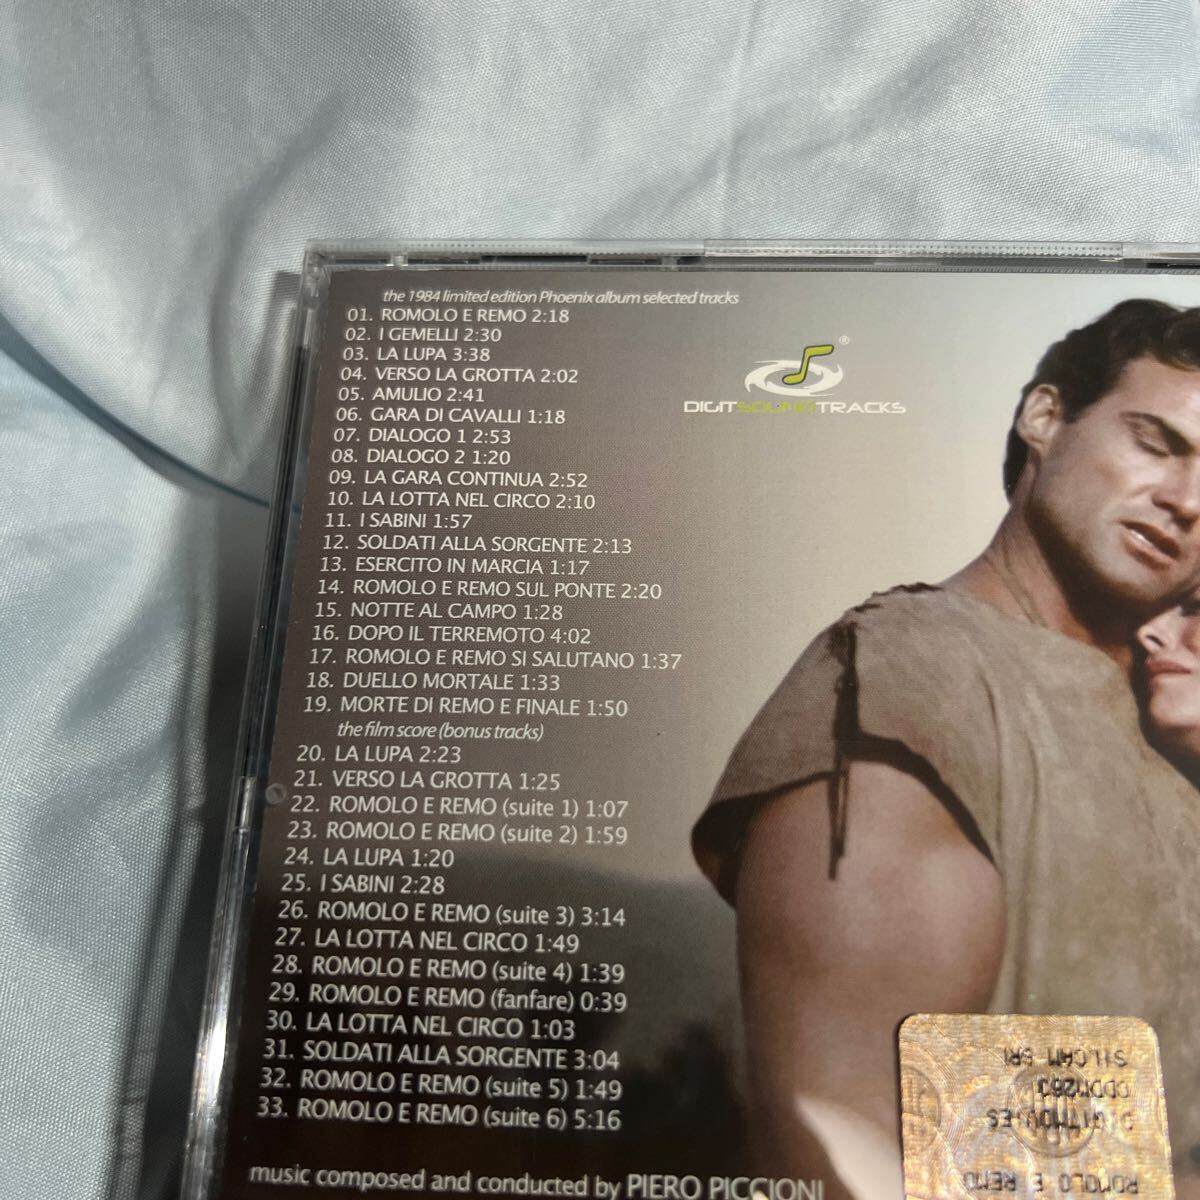 the 1984 limited edition Phoenix album selected tracks
01. ROMOLO E REMO 2:18
02. I GEMELLI 2:30
03. LA LUPA 3:38
04. VERSO LA GROTTA 2:02
05. AMULIO 2:41
06. GARA DI CAVALLI 1:18
07. DIALOGO 1 2:53
08. DIALOGO 2 1:20
09. LA GARA CONTINUA 2:52
10. LA LOTTA NEL CIRCO 2:10
11. I SABINI 1:57
12. SOLDATI ALLA SORGENTE 2:13
13. ESERCITO IN MARCIA 1:17
14. ROMOLO E REMO SUL PONTE 2:20
15. NOTTE AL CAMPO 1:28
16. DOPO IL TERREMOTO 4:02
17. ROMOLO E REMO SI SALUTANO 1:37
18. DUELLO MORTALE 1:33
19. MORTE DI REMO E FINALE 1:50
the film score (bonus tracks)
20. LA LUPA 2:23
21. VERSO LA GROTTA 1:25
22. ROMOLO E REMO (suite 1) 1:07
23. ROMOLO E REMO (suite 2) 1:59
24. LA LUPA 1:20
25. I SABINI 2:28
26. ROMOLO E REMO (suite 3) 3:14
27. LA LOTTA NEL CIRCO 1:49
28. ROMOLO E REMO (suite 4) 1:39
29. ROMOLO E REMO (fanfare) 0:39
30. LA LOTTA NEL CIRCO 1:03
31. SOLDATI ALLA SORGENTE 3:04
32. ROMOLO E REMO (suite 5) 1:49
33. ROMOLO E REMO (suite 6) 5:16
music composed and conducted by PIERO PICCIONI
®
DIGITSOUNDTRACKS
ROMOLO E REMO
DIGITMOVIES
CDDM263
SILCAM SRL